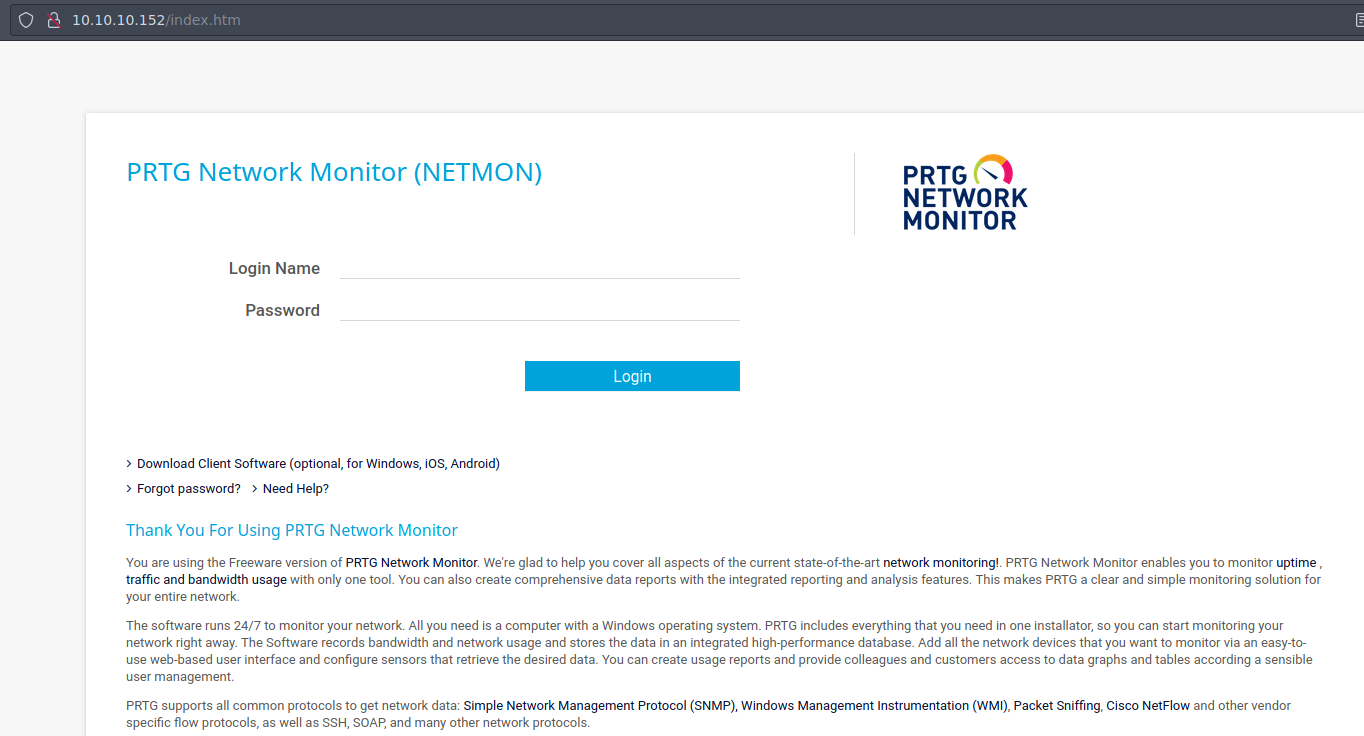 10.10.10.152/index.htm
PRTG Network Monitor (NETMON)
PRTG
NETWORK
MONITOR
Login Name
Password
Login
Download Client Software (optional, for Windows, iOS, Android)
Forgot password? Need Help?
Thank You For Using PRTG Network Monitor
You are using the Freeware version of PRTG Network Monitor. We're glad to help you cover all aspects of the current state-of-the-art network monitoring!. PRTG Network Monitor enables you to monitor uptime ,
traffic and bandwidth usage with only one tool. You can also create comprehensive data reports with the integrated reporting and analysis features. This makes PRTG a clear and simple monitoring solution for
your entire network.
The software runs 24/7 to monitor your network. All you need is a computer with a Windows operating system. PRTG includes everything that you need in one installator, so you can start monitoring your
network right away. The Software records bandwidth and network usage and stores the data in an integrated high-performance database. Add all the network devices that you want to monitor via an easy-to-
use web-based user interface and configure sensors that retrieve the desired data. You can create usage reports and provide colleagues and customers access to data graphs and tables according a sensible
user management.
PRTG supports all common protocols to get network data: Simple Network Management Protocol (SNMP), Windows Management Instrumentation (WMI), Packet Sniffing, Cisco NetFlow and other vendor
specific flow protocols, as well as SSH, SOAP, and many other network protocols.